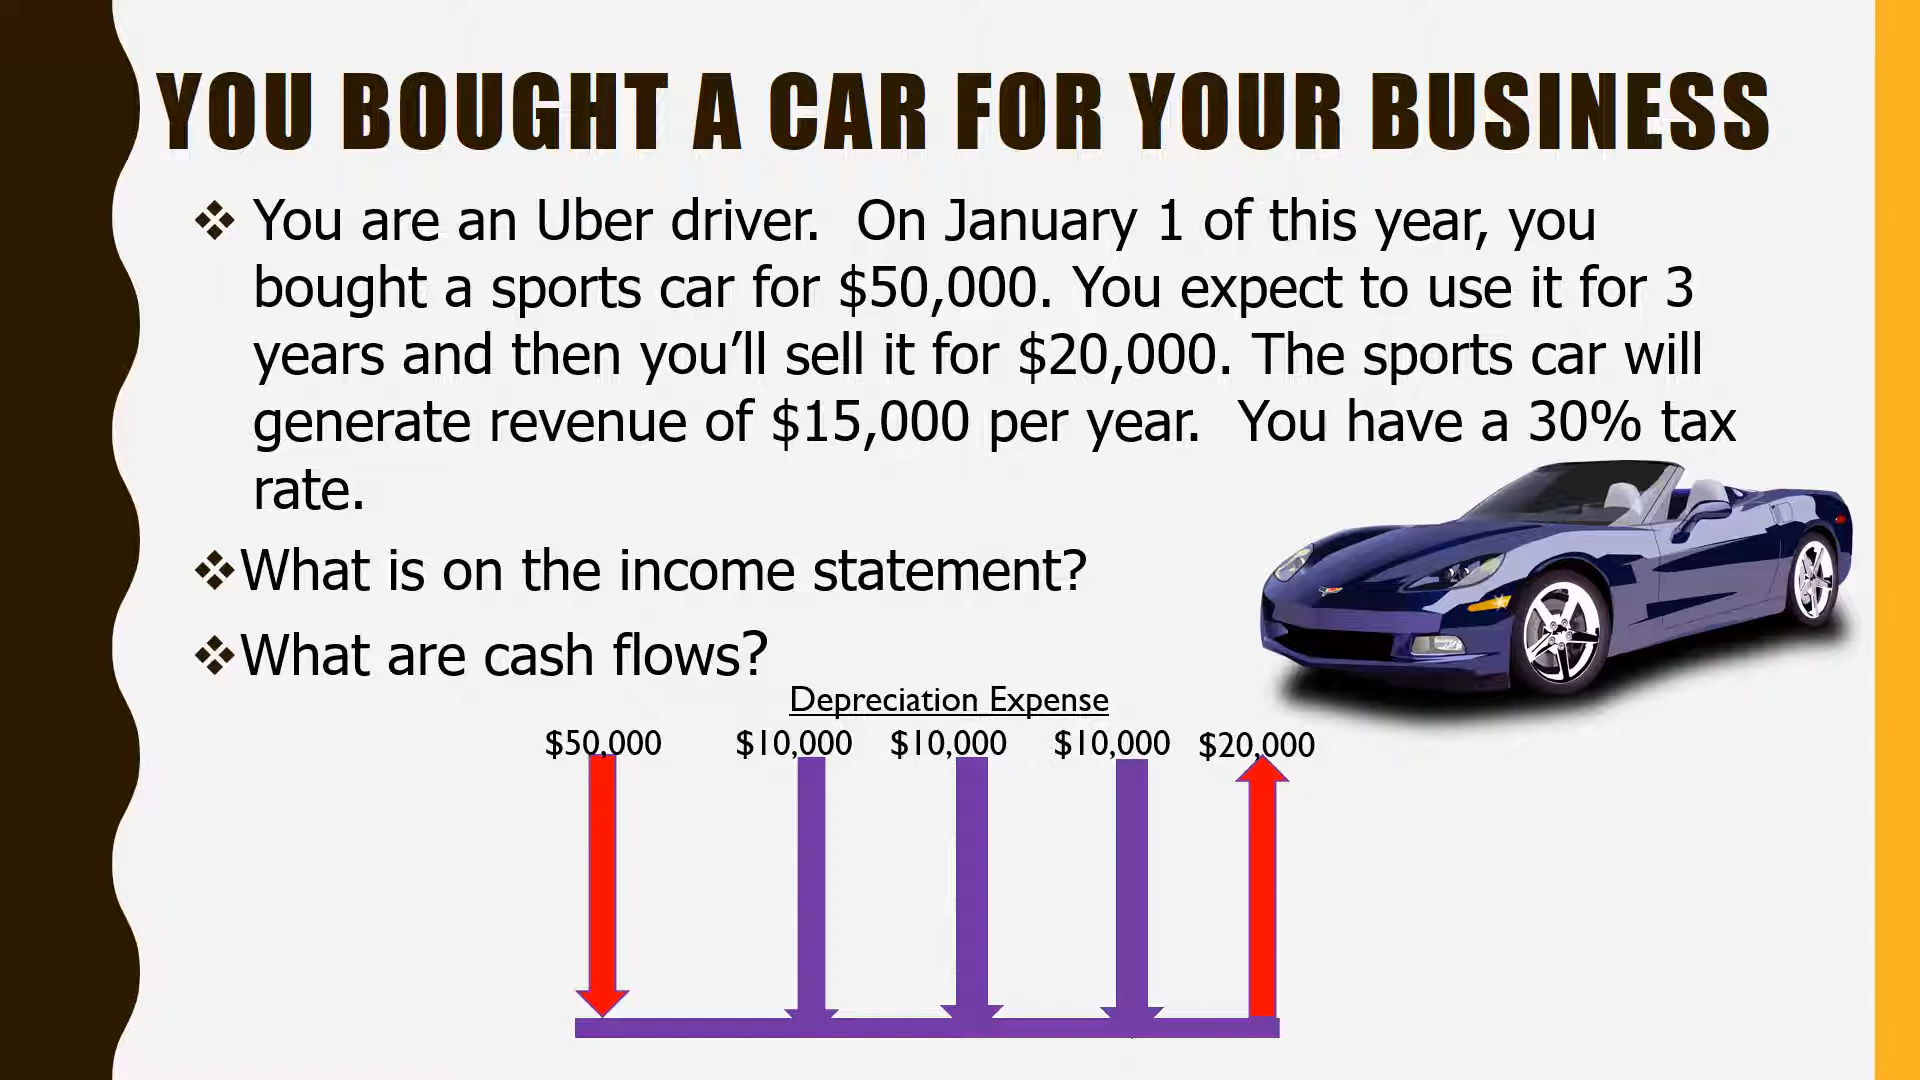 YOU BOUGHT A CAR FOR YOUR BUSINESS
❖ You are an Uber driver.  On January 1 of this year, you
bought a sports car for $50,000. You expect to use it for 3
years and then you’ll sell it for $20,000. The sports car will
generate revenue of $15,000 per year.  You have a 30% tax
rate.
❖What is on the income statement?
❖What are cash flows?
Depreciation Expense
$50,000 $10,000 $10,000 $10,000 $20,000